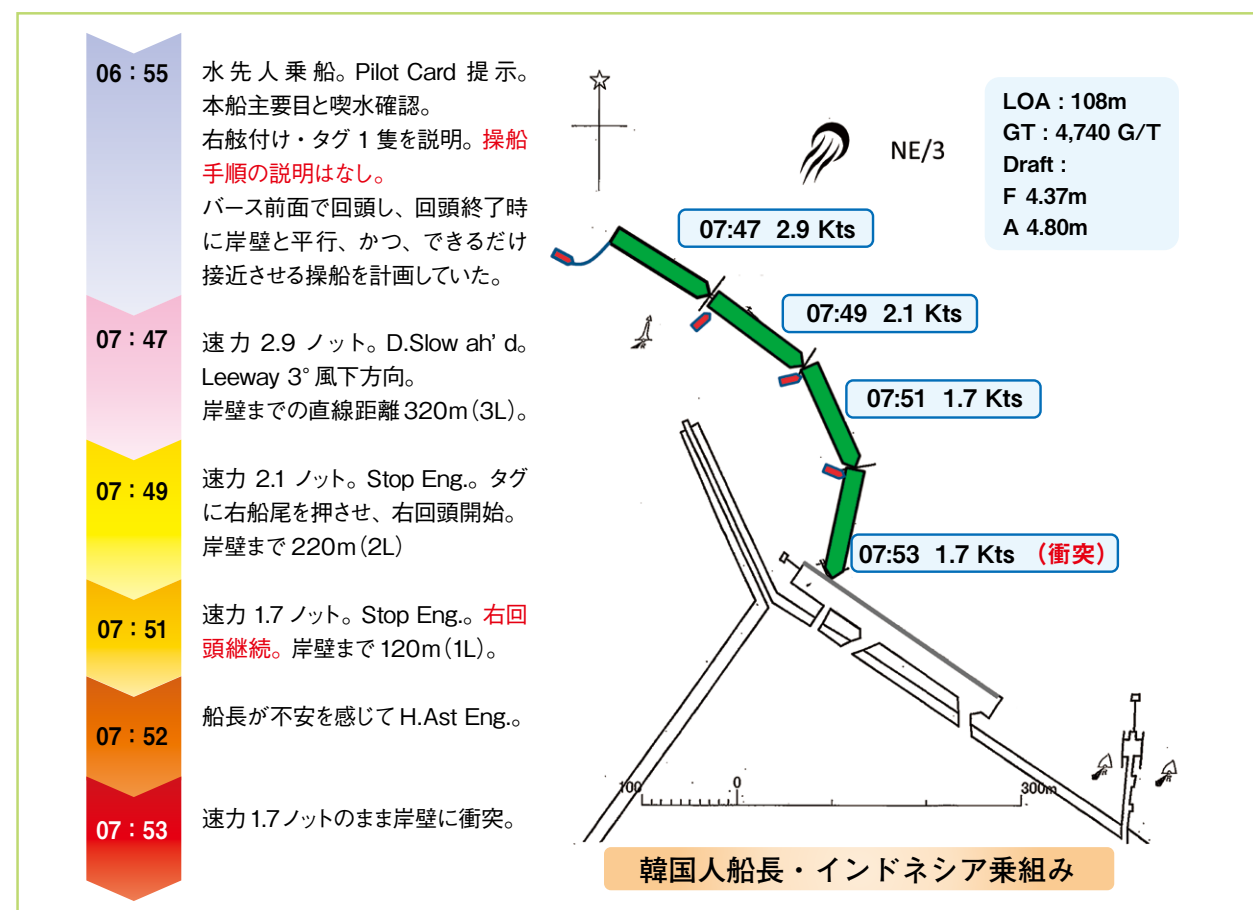 06：55
水先人乗船。Pilot Card 提示。
本船主要目と喫水確認。
右舷付け・タグ 1 隻を説明。操船
手順の説明はなし。
バース前面で回頭し、回頭終了時
に岸壁と平行、かつ、できるだけ
接近させる操船を計画していた。
07：47
速力 2.9 ノット。D.Slow ah’d。
Leeway 3° 風下方向。
岸壁までの直線距離 320m（3L）。
07：49
速力 2.1 ノット。Stop Eng.。タグ
に右船尾を押させ、右回頭開始。
岸壁まで 220m（2L）
07：51
速力 1.7 ノット。Stop Eng.。右回
頭継続。岸壁まで 120m（1L）。
07：52
船長が不安を感じて H.Ast Eng.。
07：53
速力 1.7 ノットのまま岸壁に衝突。
NE/3
LOA : 108m
GT : 4,740 G/T
Draft :
F 4.37m
A 4.80m
07:47 2.9 Kts
07:49 2.1 Kts
07:51 1.7 Kts
07:53 1.7 Kts （衝突）
100 0 300m
韓国人船長・インドネシア乗組み